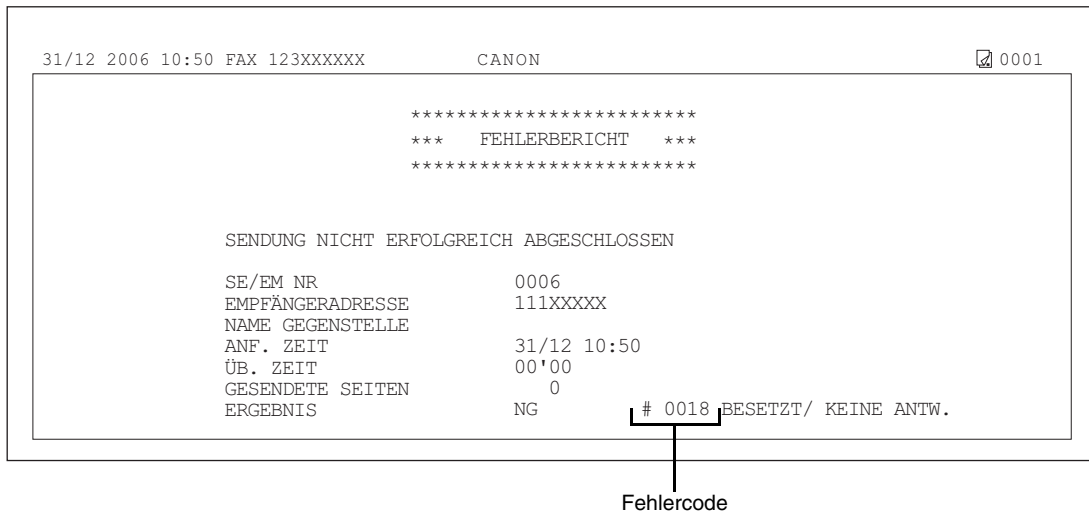 31/12 2006 10:50 FAX 123XXXXXX CANON 0001
*************************
*** FEHLERBERICHT ***
*************************
SENDUNG NICHT ERFOLGREICH ABGESCHLOSSEN
SE/EM NR 0006
EMPFÄNGERADRESSE 111XXXXX
NAME GEGENSTELLE
ANF. ZEIT 31/12 10:50
ÜB. ZEIT 00'00
GESENDETE SEITEN 0
ERGEBNIS NG # 0018 BESETZT/ KEINE ANTW.
Fehlercode